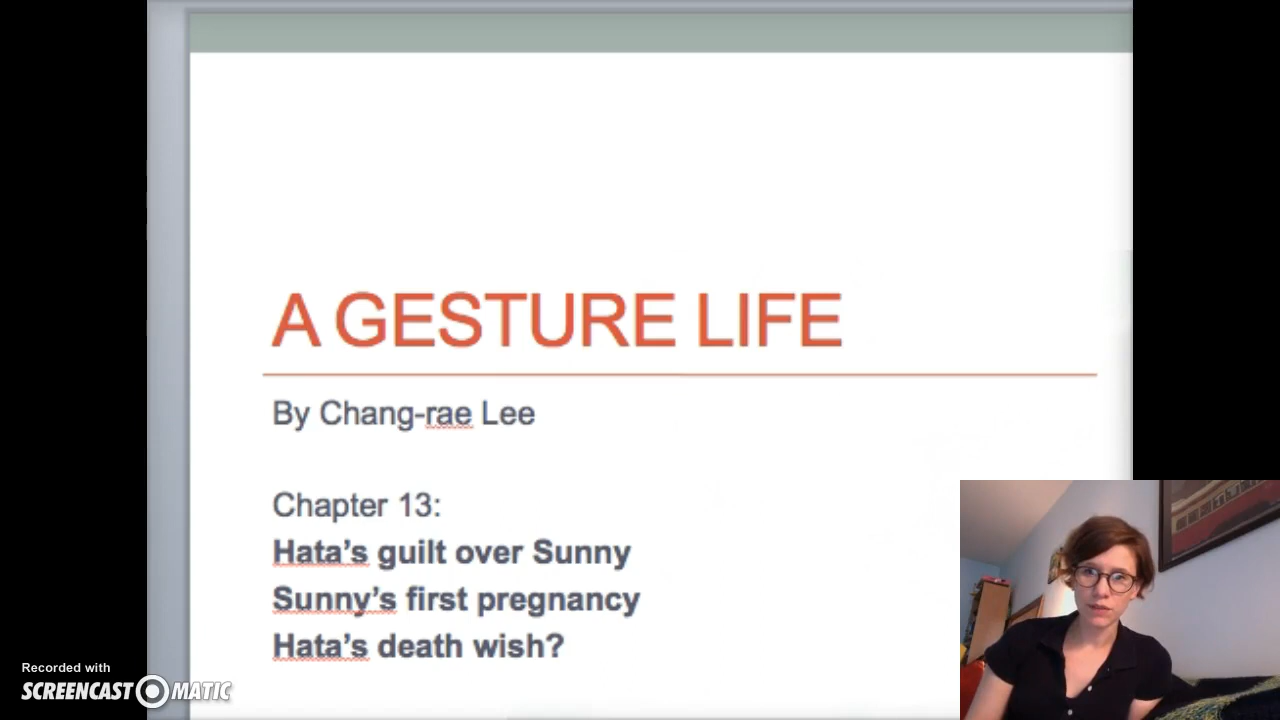 A GESTURE LIFE
By Chang-rae Lee
Chapter 13:
Hata's guilt over Sunny
Sunny's first pregnancy
Hata's death wish?
Recorded with
SCREENCAST MATIC